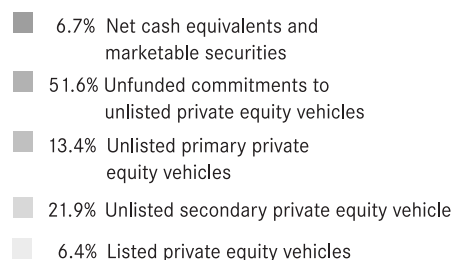 6.7% Net cash equivalents and
marketable securities
51.6% Unfunded commitments to
unlisted private equity vehicles
13.4% Unlisted primary private
equity vehicles
21.9% Unlisted secondary private equity vehicle
6.4% Listed private equity vehicles